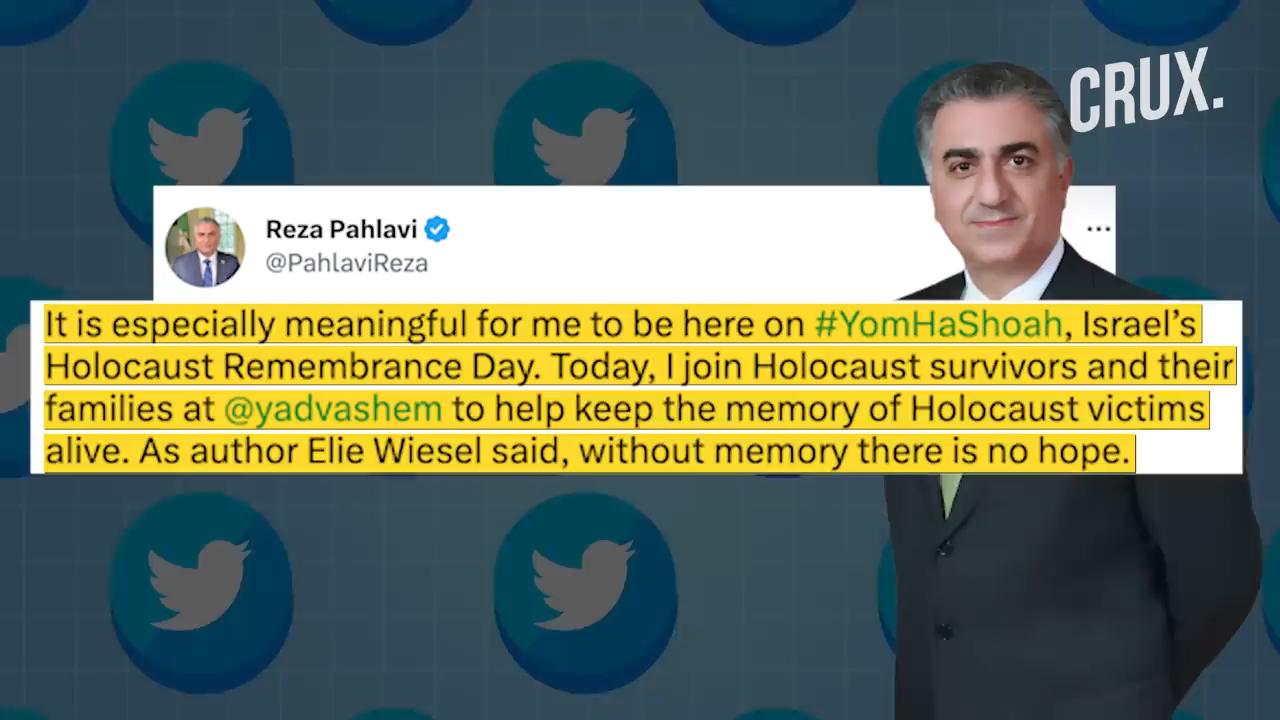 CRUX.
Reza Pahlavi
@PahlaviReza
It is especially meaningful for me to be here on #YomHaShoah, Israel’s
Holocaust Remembrance Day. Today, I join Holocaust survivors and their
families at @yadvashem to help keep the memory of Holocaust victims
alive. As author Elie Wiesel said, without memory there is no hope.